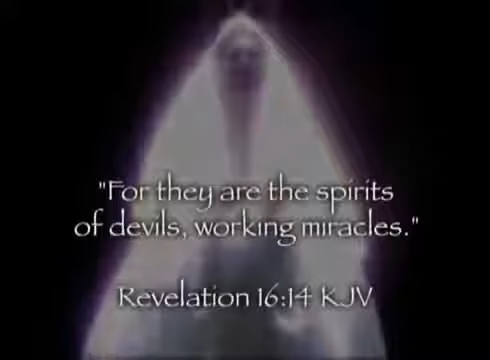 "For they are the spirits
of devils, working miracles."
Revelation 16:14 KJV